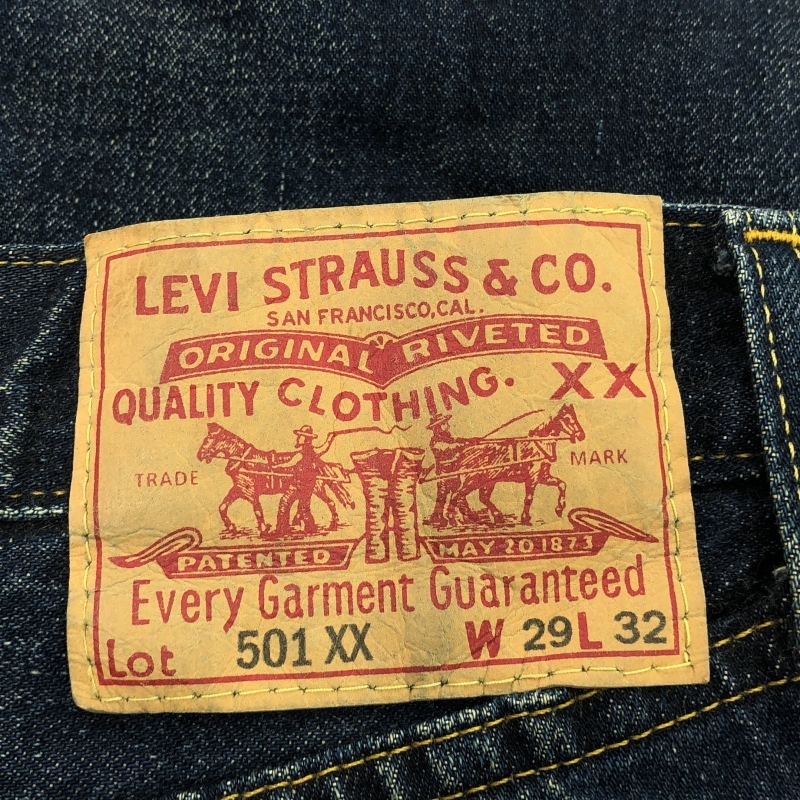 LEVI STRAUSS & CO.
SAN FRANCISCO, CAL.
ORIGINAL RIVETED
QUALITY CLOTHING. XX
TRADE MARK
PATENTED MAY 20 1873
Every Garment Guaranteed
Lot 501 XX W 29 L 32